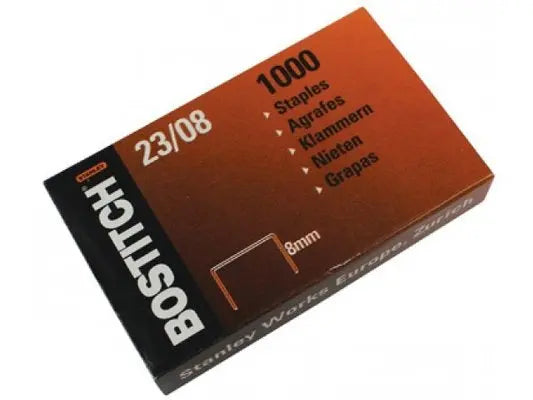 STANLEY
BOSTITCH
23/08
1000
Staples
Agrafes
Klammern
Nieten
Grapas
8mm
Stanley Works Europe, Zurich